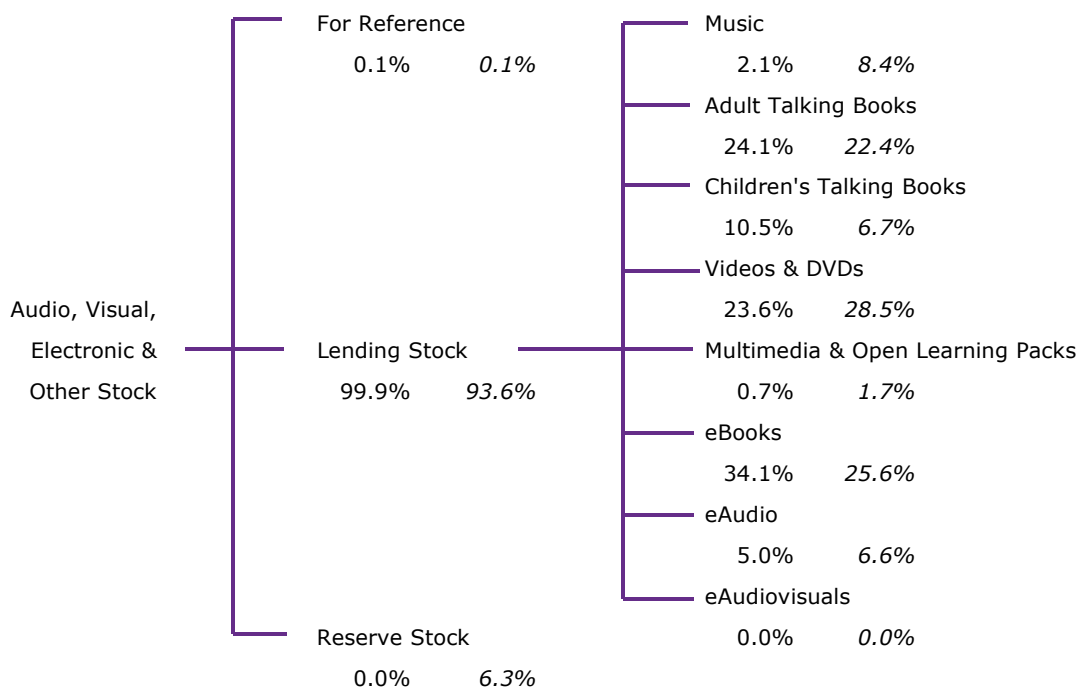 For Reference
0.1% 0.1%
Audio, Visual,
Electronic &
Other Stock
Lending Stock
99.9% 93.6%
Reserve Stock
0.0% 6.3%
Music
2.1% 8.4%
Adult Talking Books
24.1% 22.4%
Children's Talking Books
10.5% 6.7%
Videos & DVDs
23.6% 28.5%
Multimedia & Open Learning Packs
0.7% 1.7%
eBooks
34.1% 25.6%
eAudio
5.0% 6.6%
eAudiovisuals
0.0% 0.0%